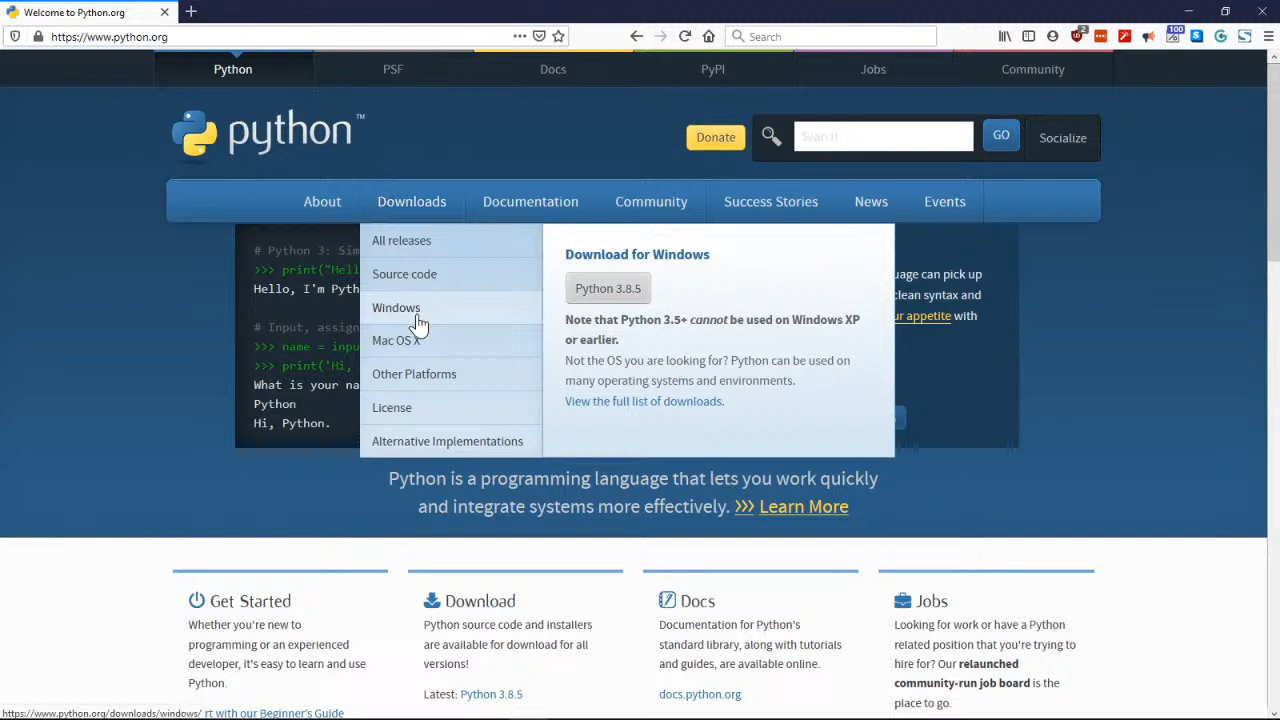 Welcome to Python.org
https://www.python.org
Search
2
100
Python
PSF
Docs
PyPI
Jobs
Community
python™
Donate
Search
GO
Socialize
About
Downloads
Documentation
Community
Success Stories
News
Events
# Python 3: Sim
>>> print("Hell
Hello, I'm Pyth
# Input, assign
>>> name = inpu
>>> print('Hi,
What is your na
Python
Hi, Python.
All releases
Source code
Windows
Mac OS X
Other Platforms
License
Alternative Implementations
Download for Windows
Python 3.8.5
Note that Python 3.5+ cannot be used on Windows XP
or earlier.
Not the OS you are looking for? Python can be used on
many operating systems and environments.
View the full list of downloads.
uage can pick up
clean syntax and
ur appetite with
Python is a programming language that lets you work quickly
and integrate systems more effectively. >>> Learn More
Get Started
Whether you're new to
programming or an experienced
developer, it's easy to learn and use
Python.
rt with our Beginner's Guide
Download
Python source code and installers
are available for download for all
versions!
Latest: Python 3.8.5
Docs
Documentation for Python's
standard library, along with tutorials
and guides, are available online.
docs.python.org
Jobs
Looking for work or have a Python
related position that you're trying to
hire for? Our relaunched
community-run job board is the
place to go.
https://www.python.org/downloads/windows/